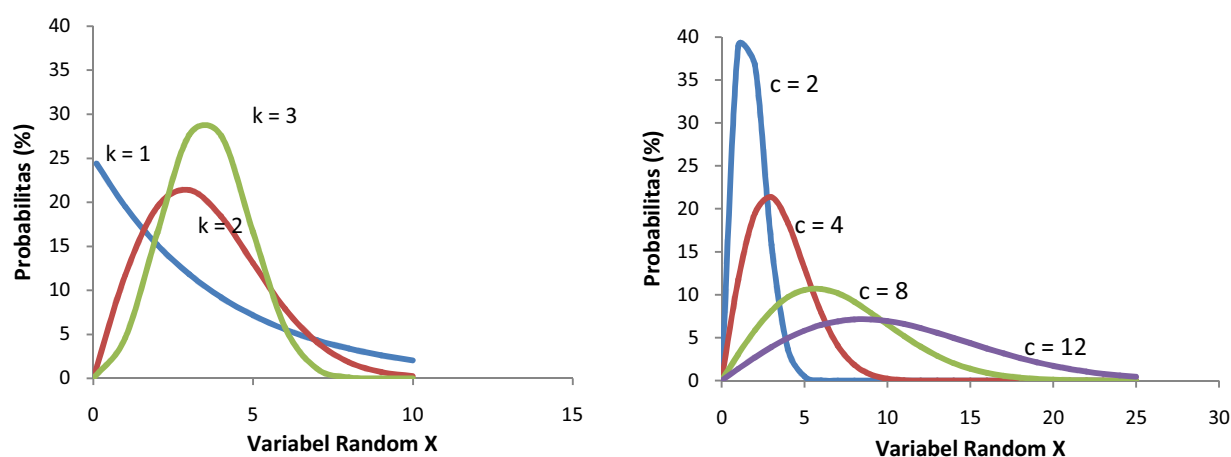 40
35
30
25
20
15
10
5
0
Probabilitas (%)
k = 1
k = 2
k = 3
0 5 10 15
Variabel Random X
40
35
30
25
20
15
10
5
0
Probabilitas (%)
c = 2
c = 4
c = 8
c = 12
0 5 10 15 20 25 30
Variabel Random X